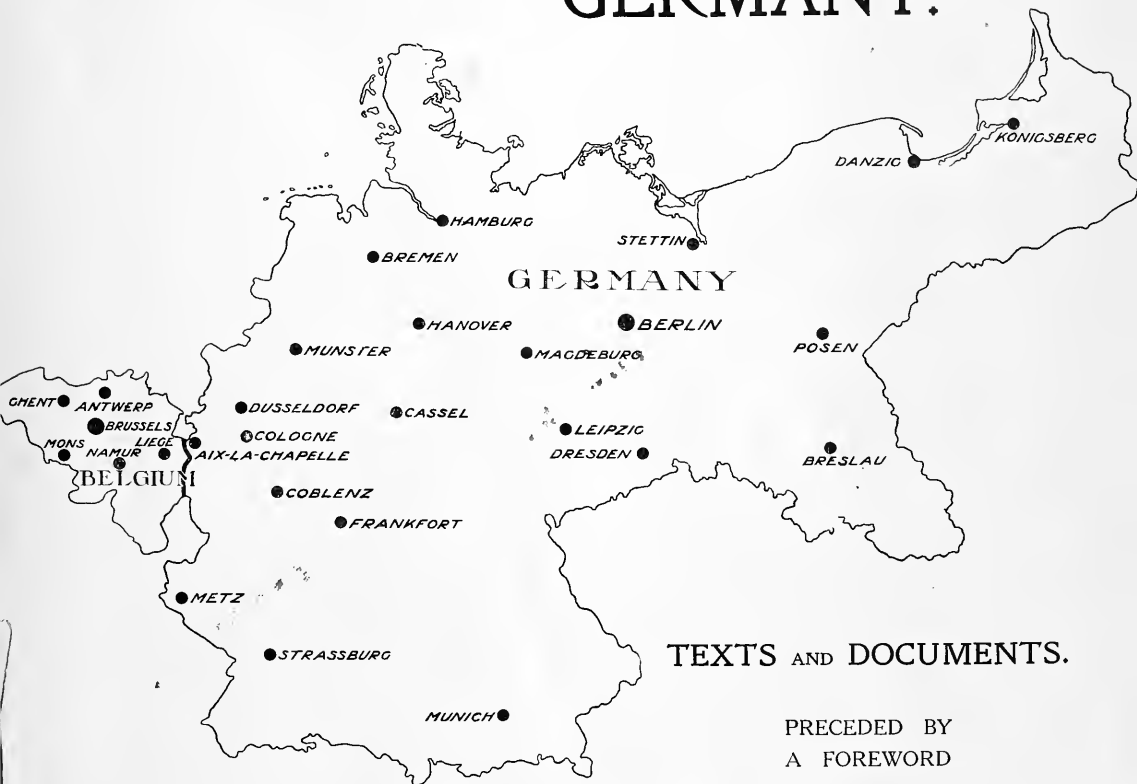 GERMANY.
KÖNIGSBERG
DANZIG
HAMBURG
STETTIN
BREMEN
GERMANY
HANOVER
BERLIN
POSEN
MUNSTER
MAGDEBURG
GHENT
ANTWERP
DUSSELDORF
CASSEL
BRUSSELS
COLOGNE
LEIPZIG
MONS
LIEGE
NAMUR
AIX-LA-CHAPELLE
DRESDEN
BRESLAU
BELGIUM
COBLENZ
FRANKFORT
METZ
STRASSBURG
TEXTS AND DOCUMENTS.
MUNICH
PRECEDED BY
A FOREWORD